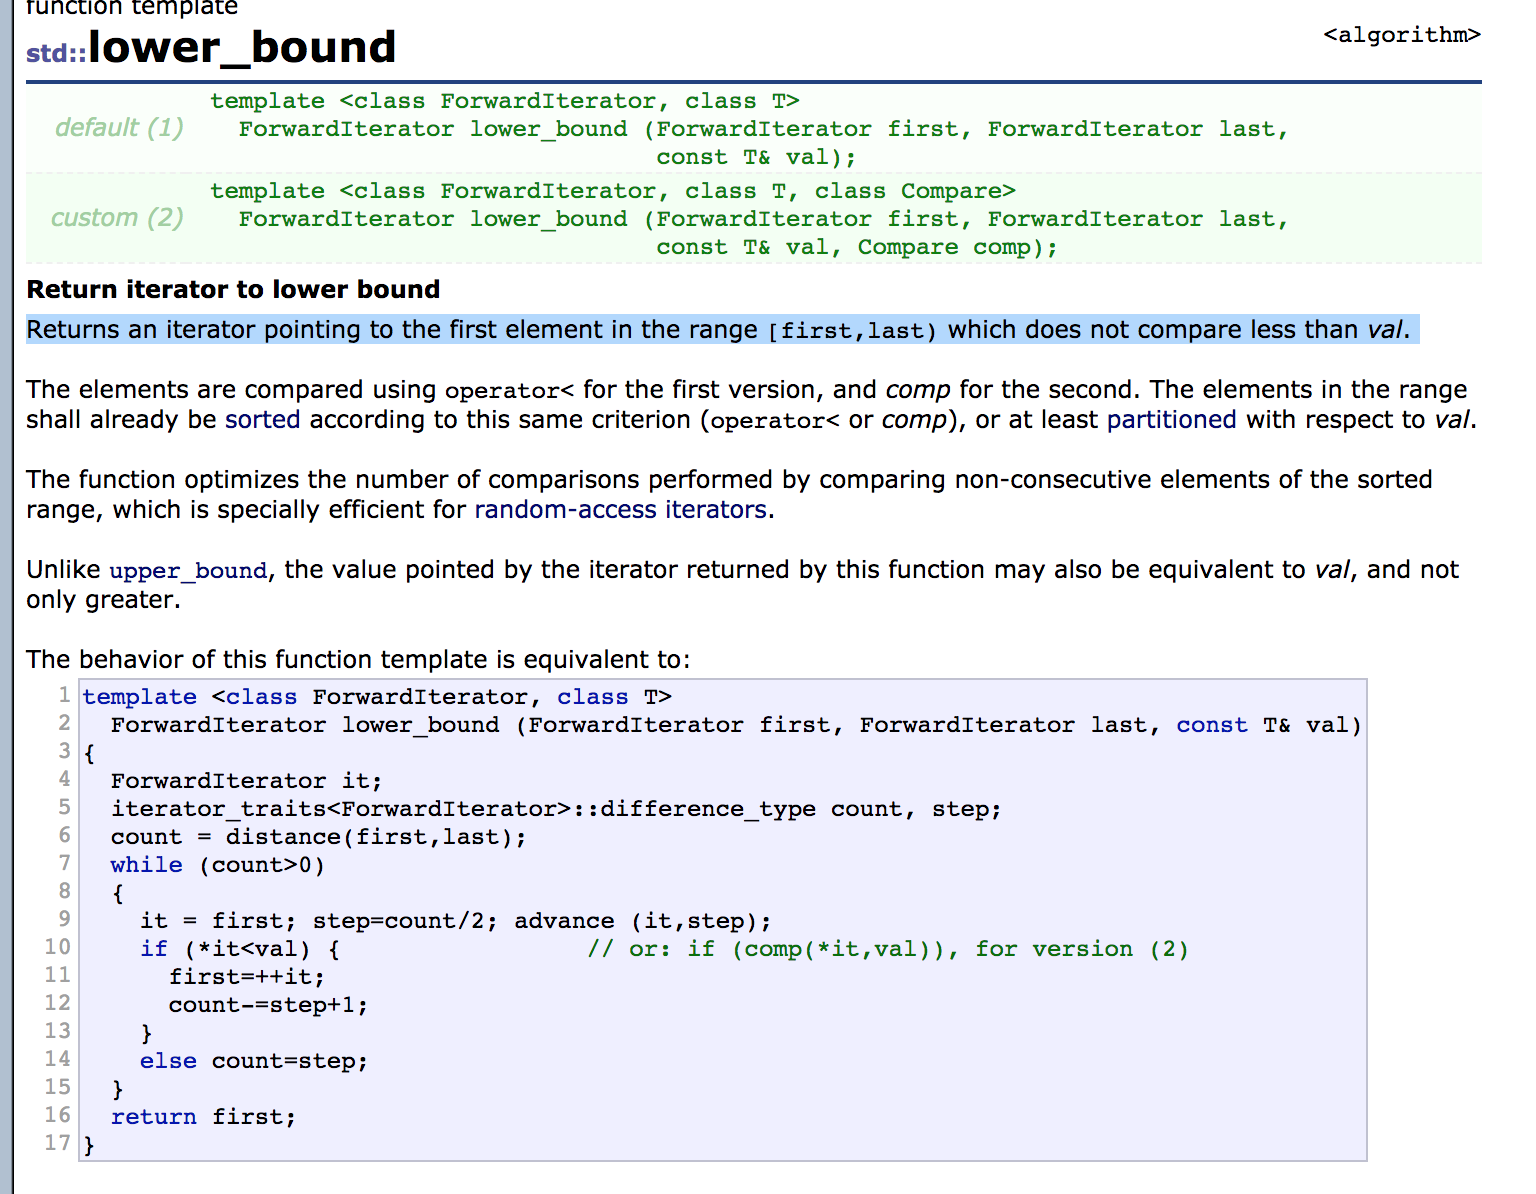 function template
std::lower_bound
<algorithm>
default (1)
template <class ForwardIterator, class T>
  ForwardIterator lower_bound (ForwardIterator first, ForwardIterator last,
                               const T& val);
custom (2)
template <class ForwardIterator, class T, class Compare>
  ForwardIterator lower_bound (ForwardIterator first, ForwardIterator last,
                               const T& val, Compare comp);
Return iterator to lower bound
Returns an iterator pointing to the first element in the range [first,last) which does not compare less than val.
The elements are compared using operator< for the first version, and comp for the second. The elements in the range
shall already be sorted according to this same criterion (operator< or comp), or at least partitioned with respect to val.
The function optimizes the number of comparisons performed by comparing non-consecutive elements of the sorted
range, which is specially efficient for random-access iterators.
Unlike upper_bound, the value pointed by the iterator returned by this function may also be equivalent to val, and not
only greater.
The behavior of this function template is equivalent to:
1 template <class ForwardIterator, class T>
2   ForwardIterator lower_bound (ForwardIterator first, ForwardIterator last, const T& val)
3 {
4   ForwardIterator it;
5   iterator_traits<ForwardIterator>::difference_type count, step;
6   count = distance(first,last);
7   while (count>0)
8   {
9     it = first; step=count/2; advance (it,step);
10     if (*it<val) {                 // or: if (comp(*it,val)), for version (2)
11       first=++it;
12       count-=step+1;
13     }
14     else count=step;
15   }
16   return first;
17 }